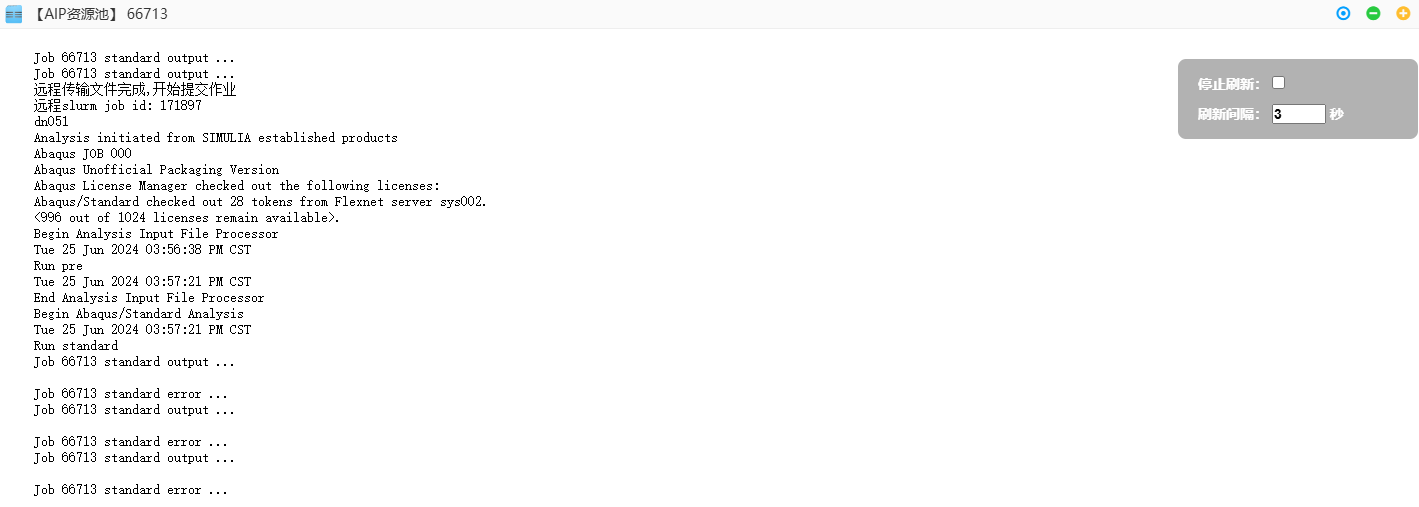 【AIP资源池】 66713
Job 66713 standard output ...
Job 66713 standard output ...
远程传输文件完成,开始提交作业
远程slurm job id: 171897
dn051
Analysis initiated from SIMULIA established products
Abaqus JOB 000
Abaqus Unofficial Packaging Version
Abaqus License Manager checked out the following licenses:
Abaqus/Standard checked out 28 tokens from Flexnet server sys002.
<996 out of 1024 licenses remain available>.
Begin Analysis Input File Processor
Tue 25 Jun 2024 03:56:38 PM CST
Run pre
Tue 25 Jun 2024 03:57:21 PM CST
End Analysis Input File Processor
Begin Abaqus/Standard Analysis
Tue 25 Jun 2024 03:57:21 PM CST
Run standard
Job 66713 standard output ...
Job 66713 standard error ...
Job 66713 standard output ...
Job 66713 standard error ...
Job 66713 standard output ...
Job 66713 standard error ...
停止刷新：
刷新间隔： 3 秒